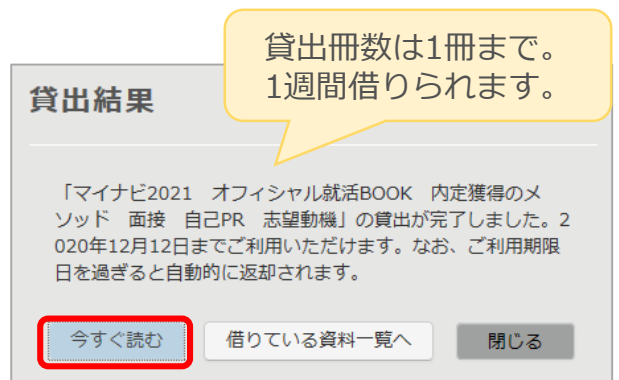 貸出冊数は1冊まで。
1週間借りられます。
貸出結果
「マイナビ2021　オフィシャル就活BOOK　内定獲得のメ
ソッド　面接　自己PR　志望動機」の貸出が完了しました。2
020年12月12日までご利用いただけます。なお、ご利用期限
日を過ぎると自動的に返却されます。
今すぐ読む
借りている資料一覧へ
閉じる